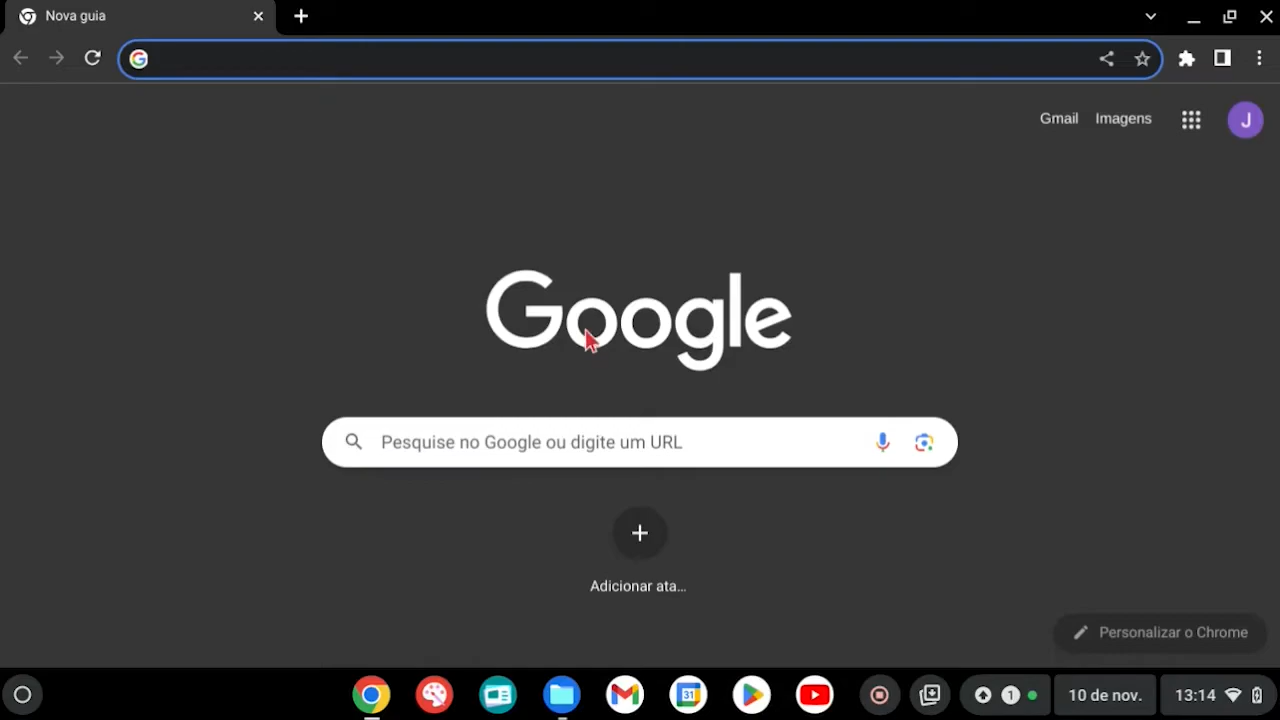 Nova guia
Gmail Imagens
J
Google
Pesquise no Google ou digite um URL
Adicionar ata...
Personalizar o Chrome
31
1
10 de nov.
13:14